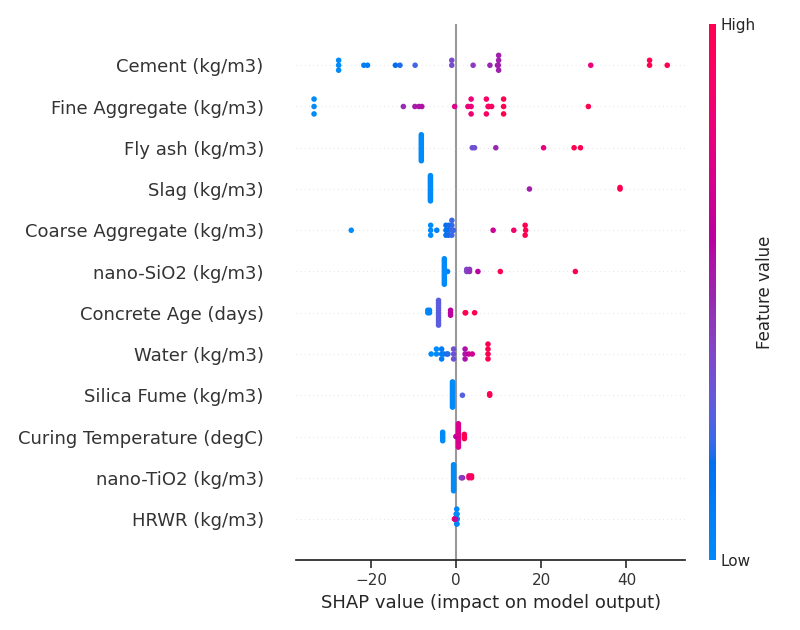 High
Cement (kg/m3)
Fine Aggregate (kg/m3)
Fly ash (kg/m3)
Slag (kg/m3)
Coarse Aggregate (kg/m3)
nano-SiO2 (kg/m3)
Concrete Age (days)
Water (kg/m3)
Silica Fume (kg/m3)
Curing Temperature (degC)
nano-TiO2 (kg/m3)
HRWR (kg/m3)
Feature value
Low
−20 0 20 40
SHAP value (impact on model output)